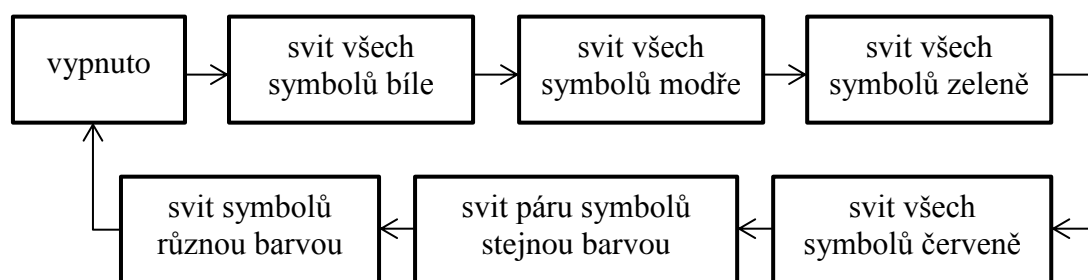 vypnuto
svit všech
symbolů bíle
svit všech
symbolů modře
svit všech
symbolů zeleně
svit všech
symbolů červeně
svit páru symbolů
stejnou barvou
svit symbolů
různou barvou